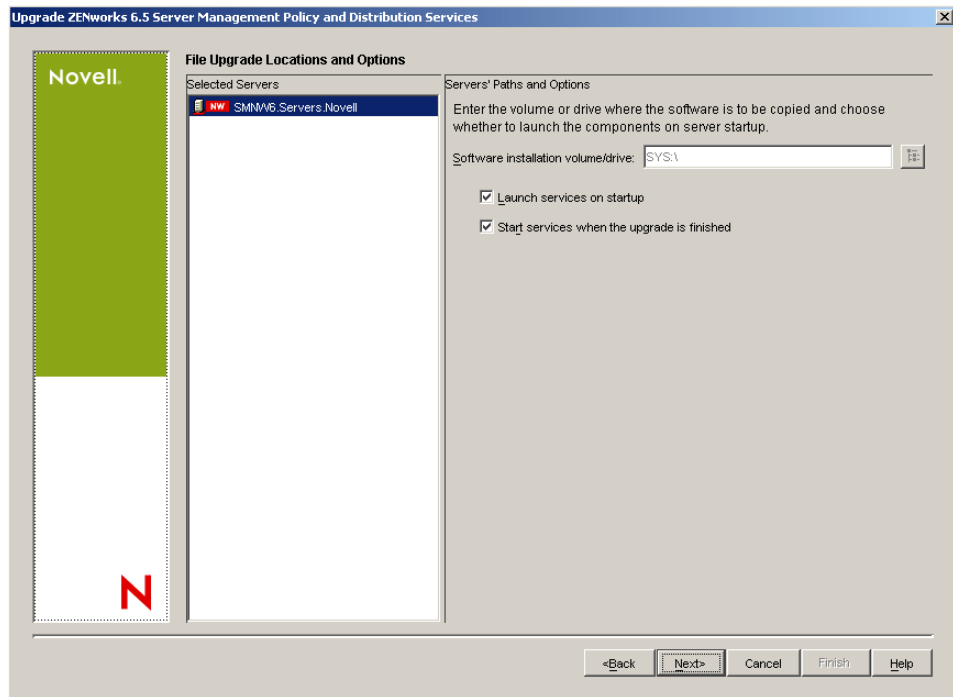 Upgrade ZENworks 6.5 Server Management Policy and Distribution Services
Novell.
File Upgrade Locations and Options
Selected Servers
NW SMNW6.Servers.Novell
Servers' Paths and Options
Enter the volume or drive where the software is to be copied and choose
whether to launch the components on server startup.
Software installation volume/drive: SYS:\
Launch services on startup
Start services when the upgrade is finished
N
«Back Next» Cancel Finish Help